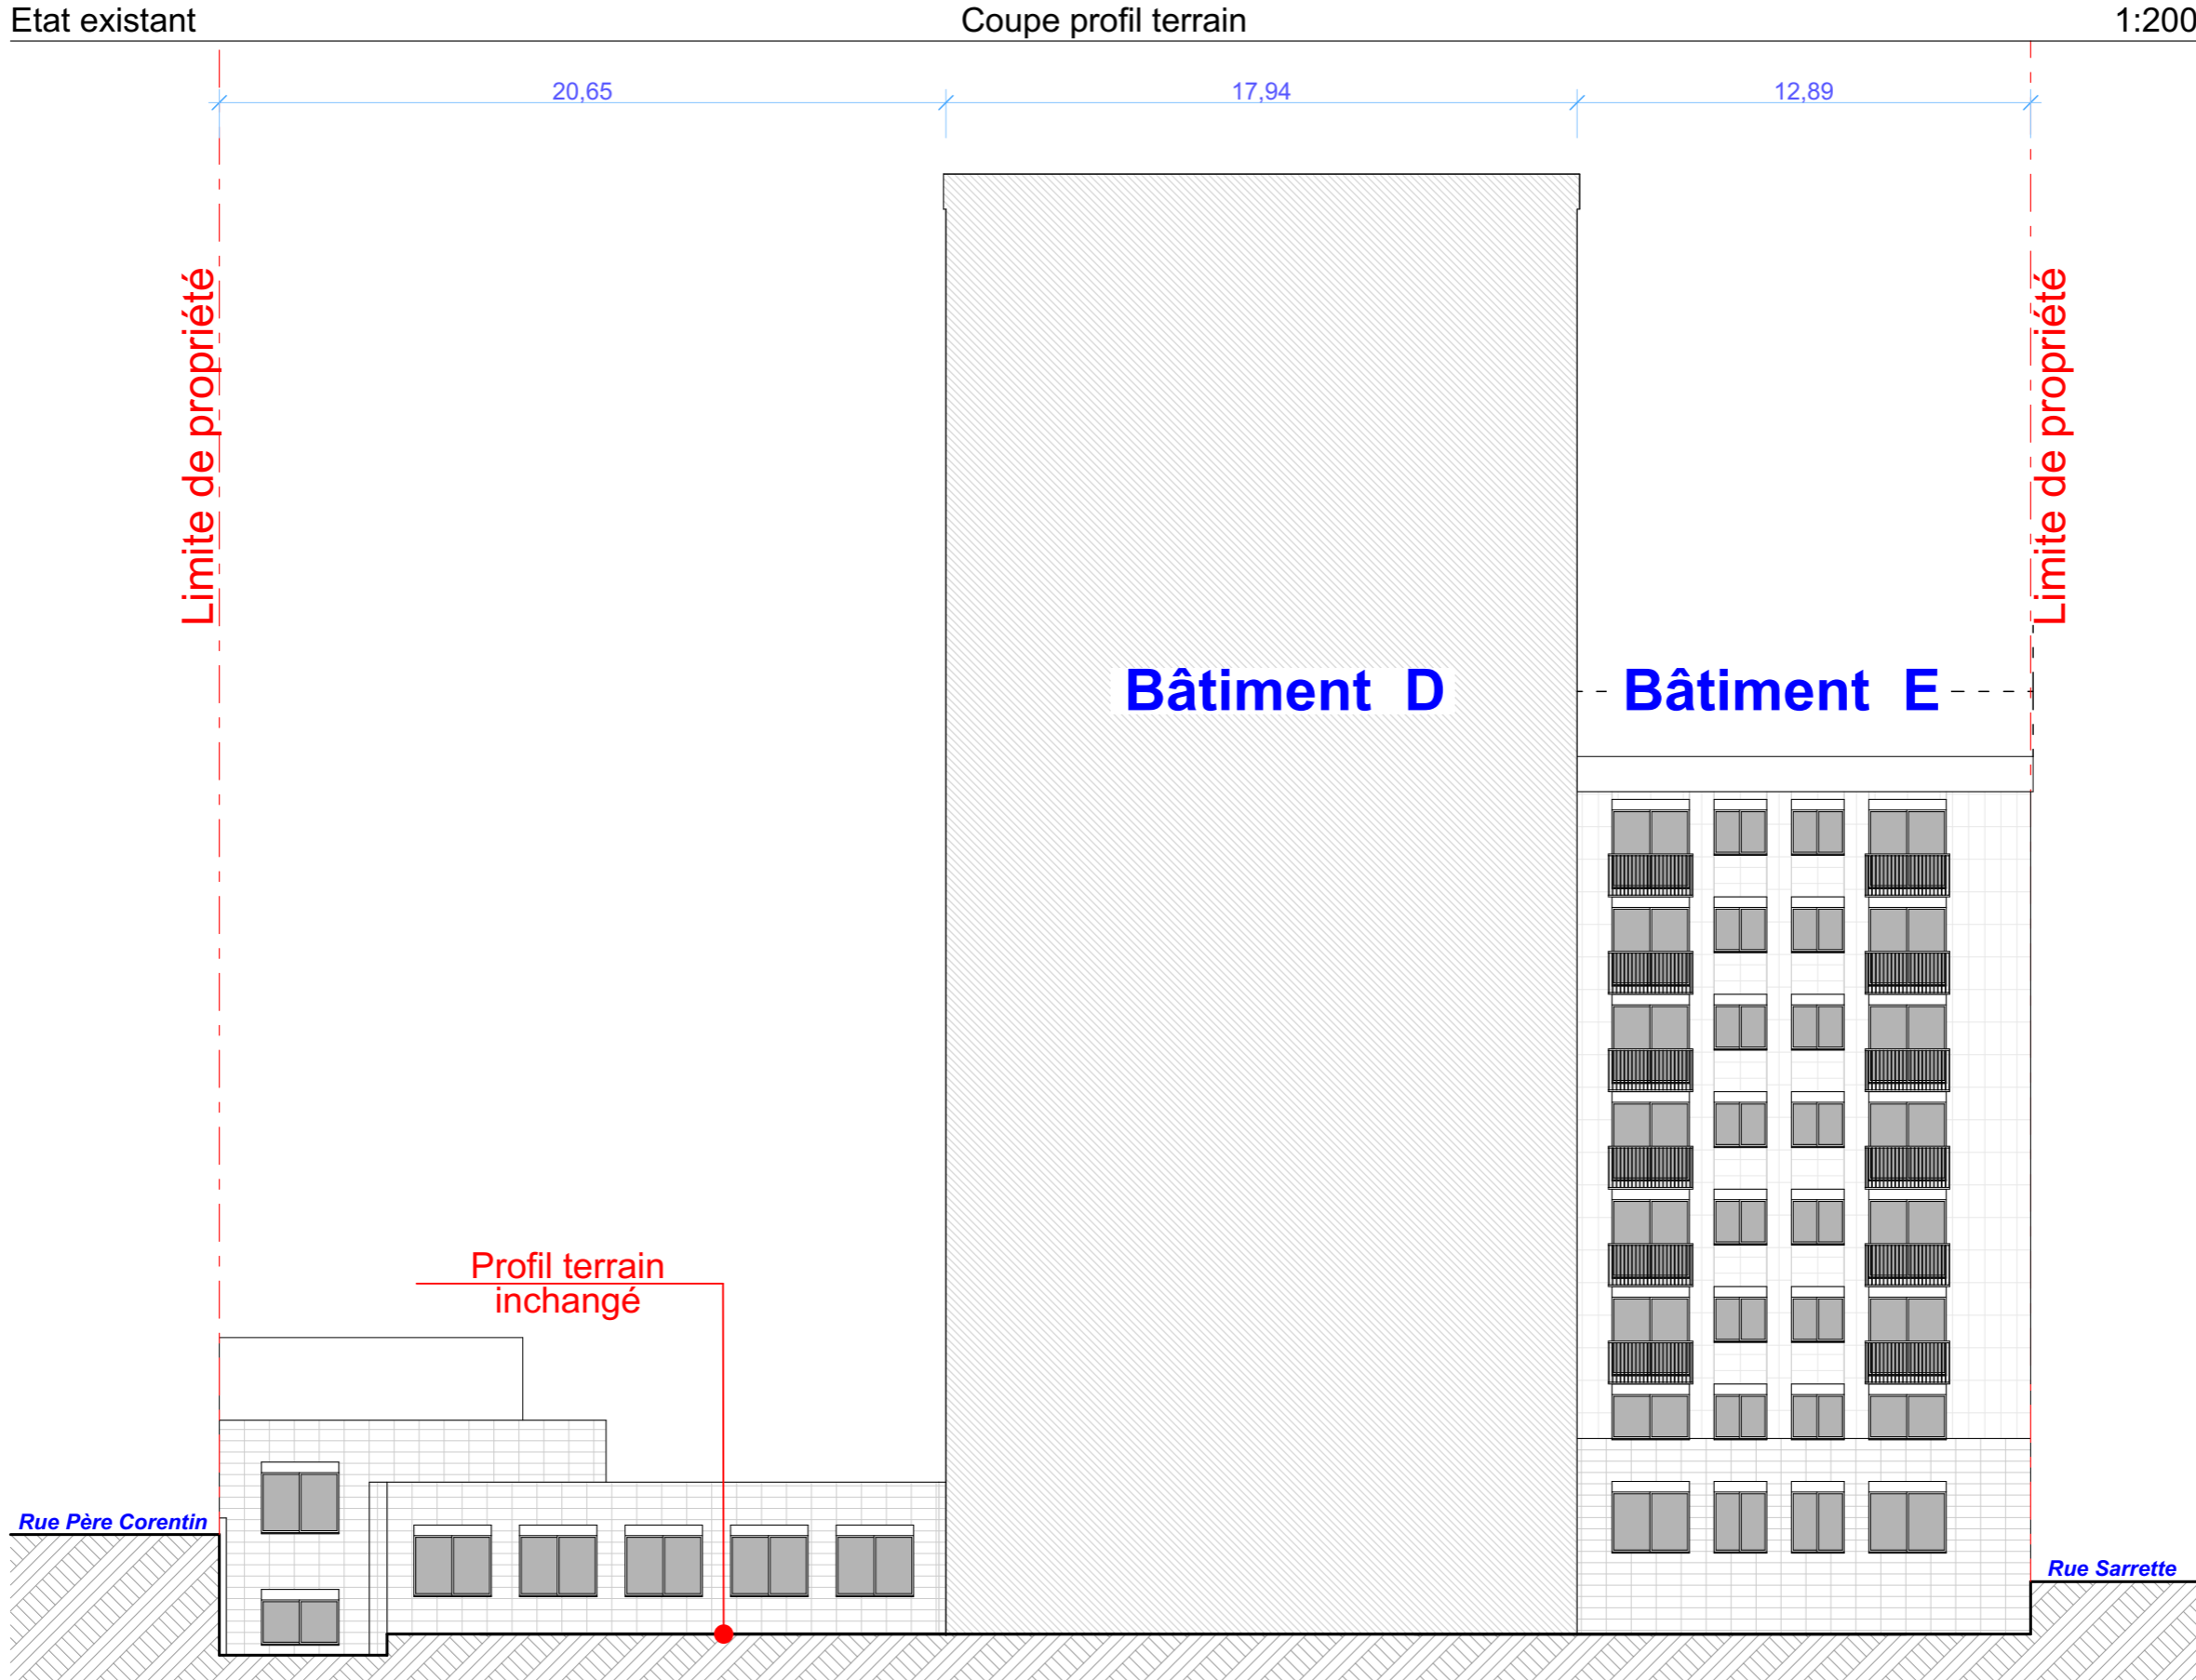 Etat existant
Coupe profil terrain
1:200
20,65
17,94
12,89
Limite de propriété
Limite de propriété
Bâtiment D
Bâtiment E
Profil terrain
inchangé
Rue Père Corentin
Rue Sarrette